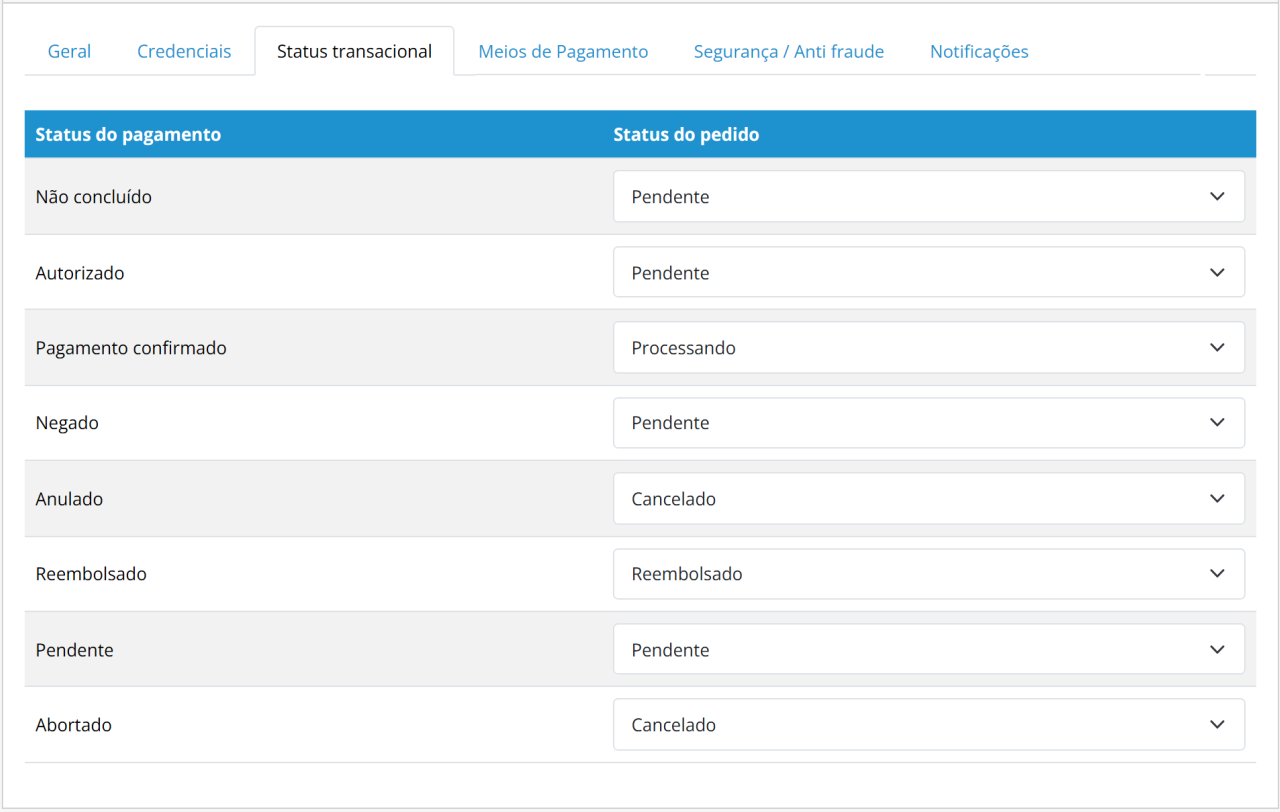 Geral Credenciais Status transacional Meios de Pagamento Segurança / Anti fraude Notificações
Status do pagamento Status do pedido
Não concluído Pendente
Autorizado Pendente
Pagamento confirmado Processando
Negado Pendente
Anulado Cancelado
Reembolsado Reembolsado
Pendente Pendente
Abortado Cancelado